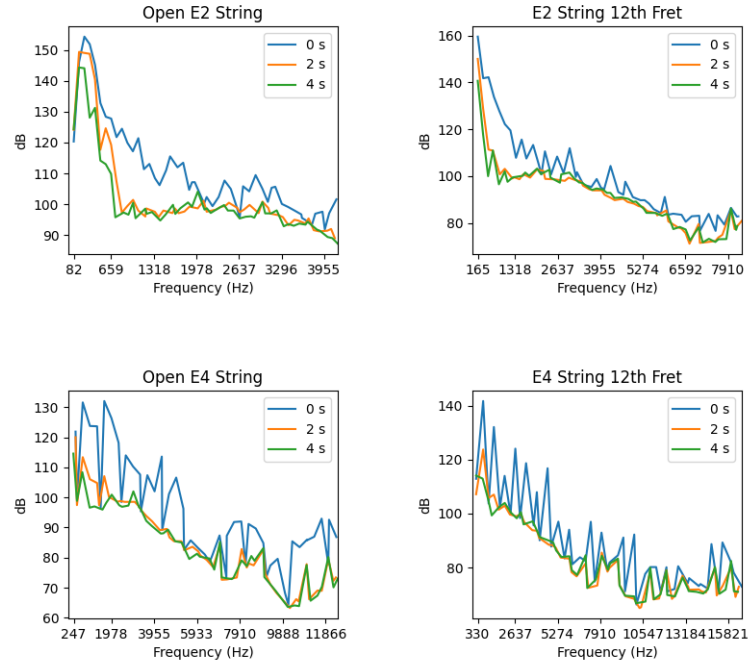 Open E2 String
150
140
130
120
110
100
90
dB
0 s
2 s
4 s
82 659 1318 1978 2637 3296 3955
Frequency (Hz)
E2 String 12th Fret
160
140
120
100
80
dB
0 s
2 s
4 s
165 1318 2637 3955 5274 6592 7910
Frequency (Hz)
Open E4 String
130
120
110
100
90
80
70
60
dB
0 s
2 s
4 s
247 1978 3955 5933 7910 9888 11866
Frequency (Hz)
E4 String 12th Fret
140
120
100
80
dB
0 s
2 s
4 s
330 2637 5274 7910 10547 13184 15821
Frequency (Hz)